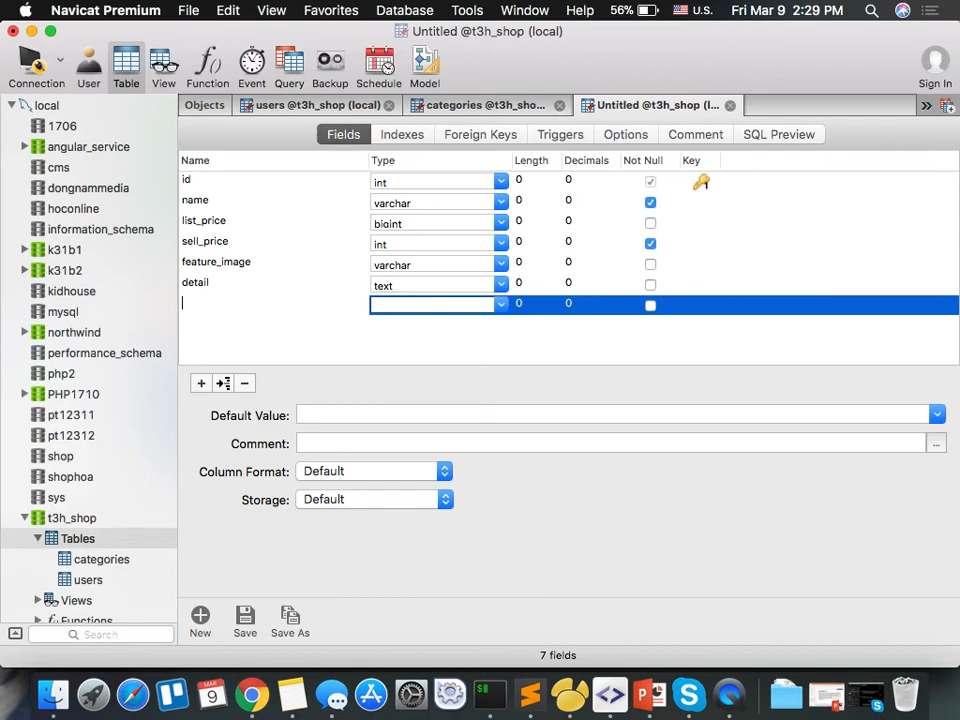 Navicat Premium File Edit View Favorites Database Tools Window Help 56% U.S. Fri Mar 9 2:29 PM
Untitled @t3h_shop (local)
Connection User Table View Function Event Query Backup Schedule Model Sign In
Objects users @t3h_shop (local) categories @t3h_sho... Untitled @t3h_shop (l...
local
1706
angular_service
cms
dongnammedia
hoconline
information_schema
k31b1
k31b2
kidhouse
mysql
northwind
performance_schema
php2
PHP1710
pt12311
pt12312
shop
shophoa
sys
t3h_shop
Tables
categories
users
Views
Functions
Search
Fields Indexes Foreign Keys Triggers Options Comment SQL Preview
Name Type Length Decimals Not Null Key
id int 0 0
name varchar 0 0
list_price bigint 0 0
sell_price int 0 0
feature_image varchar 0 0
detail text 0 0
0 0
Default Value:
Comment: ...
Column Format: Default
Storage: Default
New Save Save As
7 fields
MAR
9